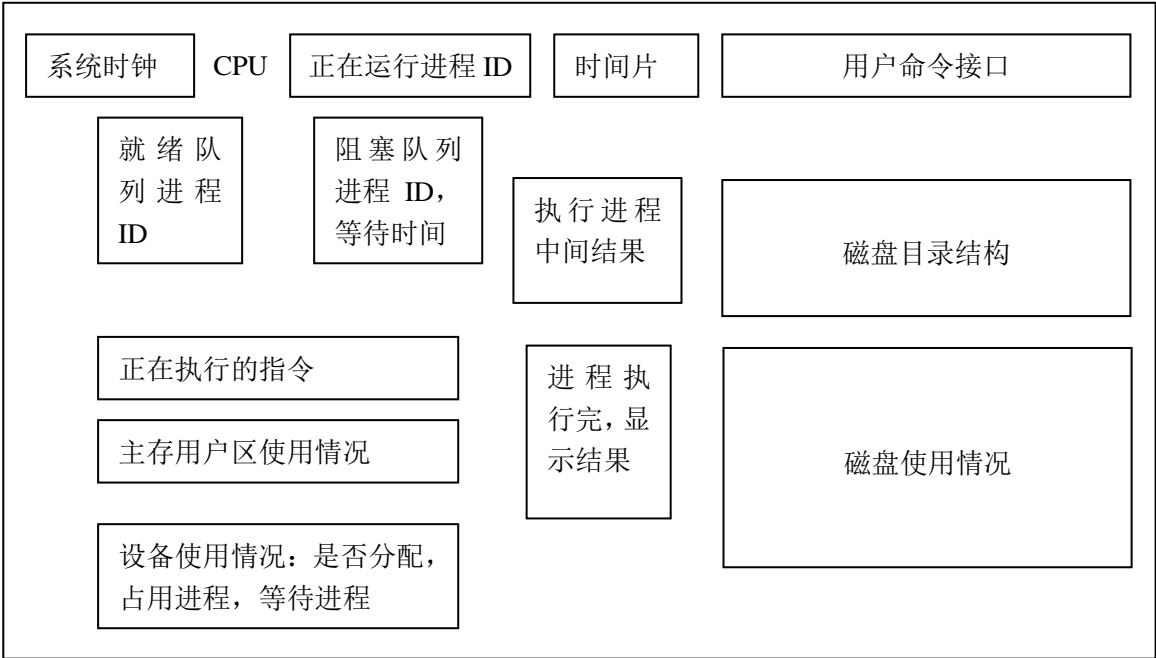 系统时钟
CPU
正在运行进程 ID
时间片
用户命令接口
就绪队
列进程
ID
阻塞队列
进程 ID，
等待时间
执行进程
中间结果
磁盘目录结构
正在执行的指令
主存用户区使用情况
进程执
行完，显
示结果
磁盘使用情况
设备使用情况：是否分配，
占用进程，等待进程